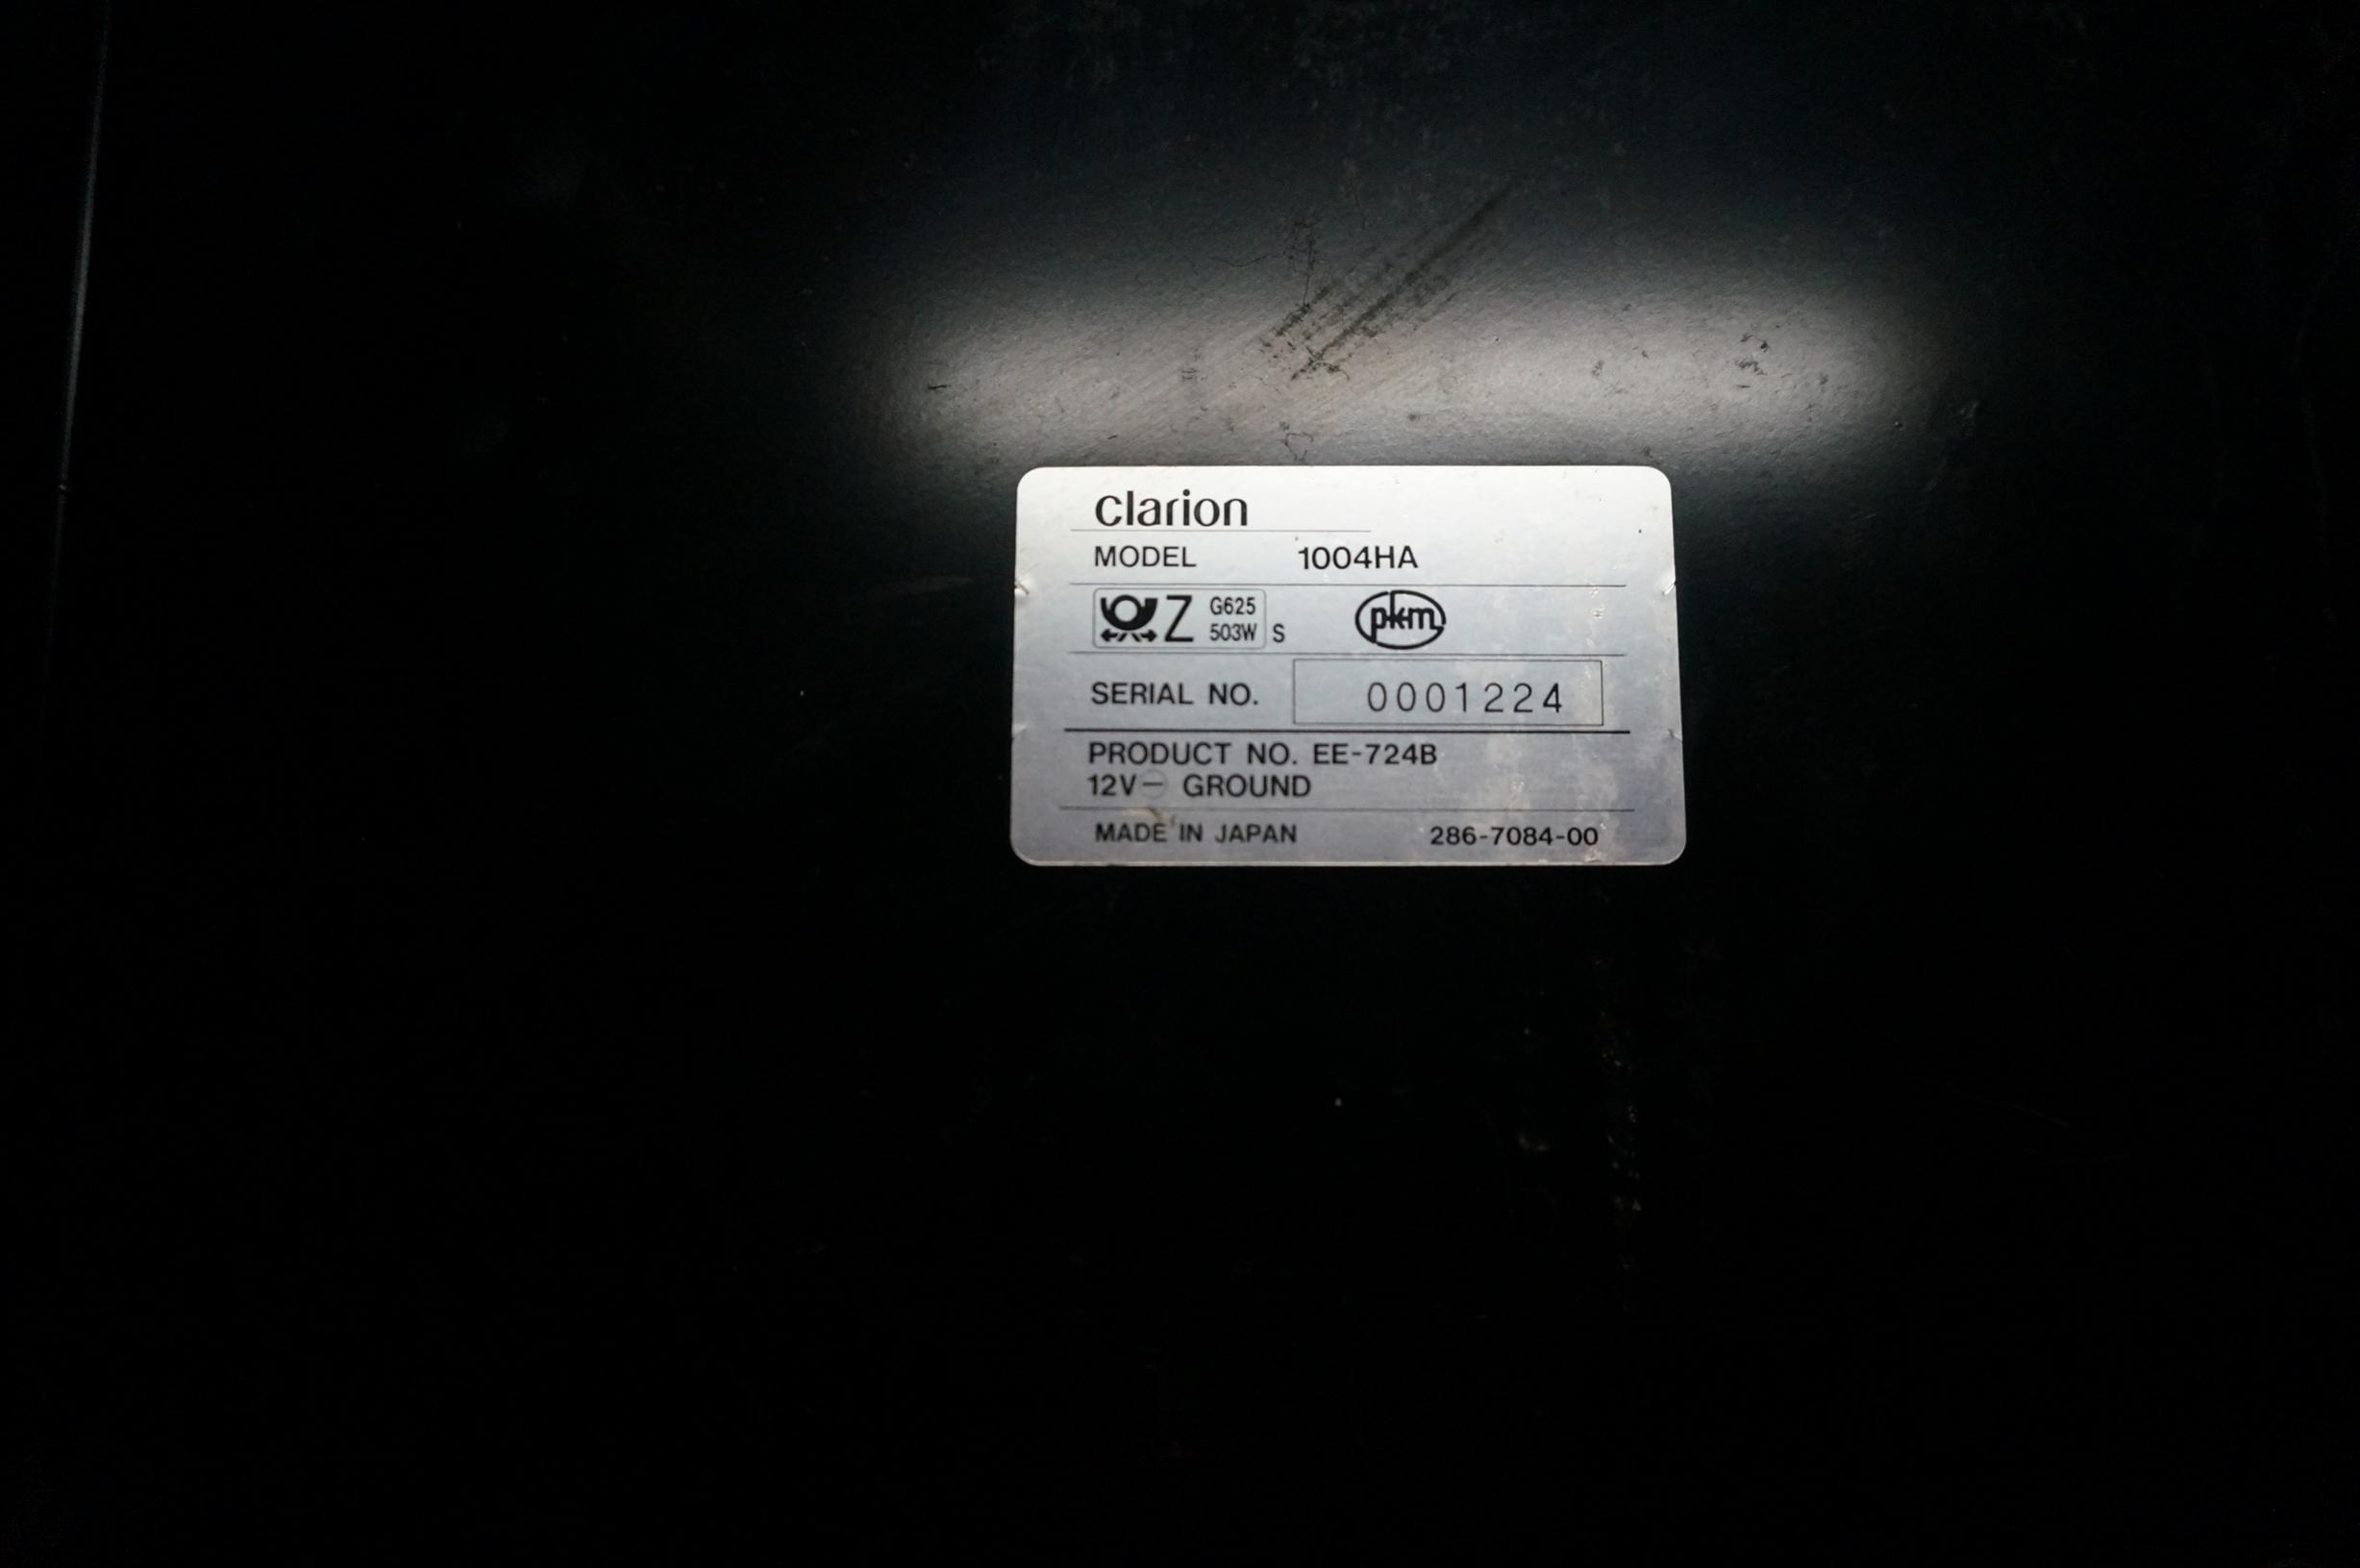 clarion
MODEL 1004HA
Z G625
503W S
pkm
SERIAL NO. 0001224
PRODUCT NO. EE-724B
12V⊖ GROUND
MADE IN JAPAN 286-7084-00